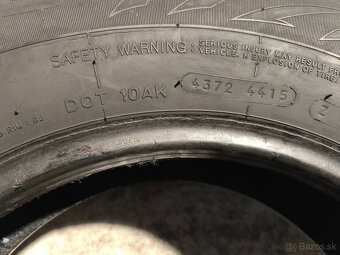 SAFETY WARNING : SERIOUS INJURY MAY RESULT FROM
VEHICLE. EXPLOSION OF TIRE
DOT 10AK 4372 4415
Bazos.sk